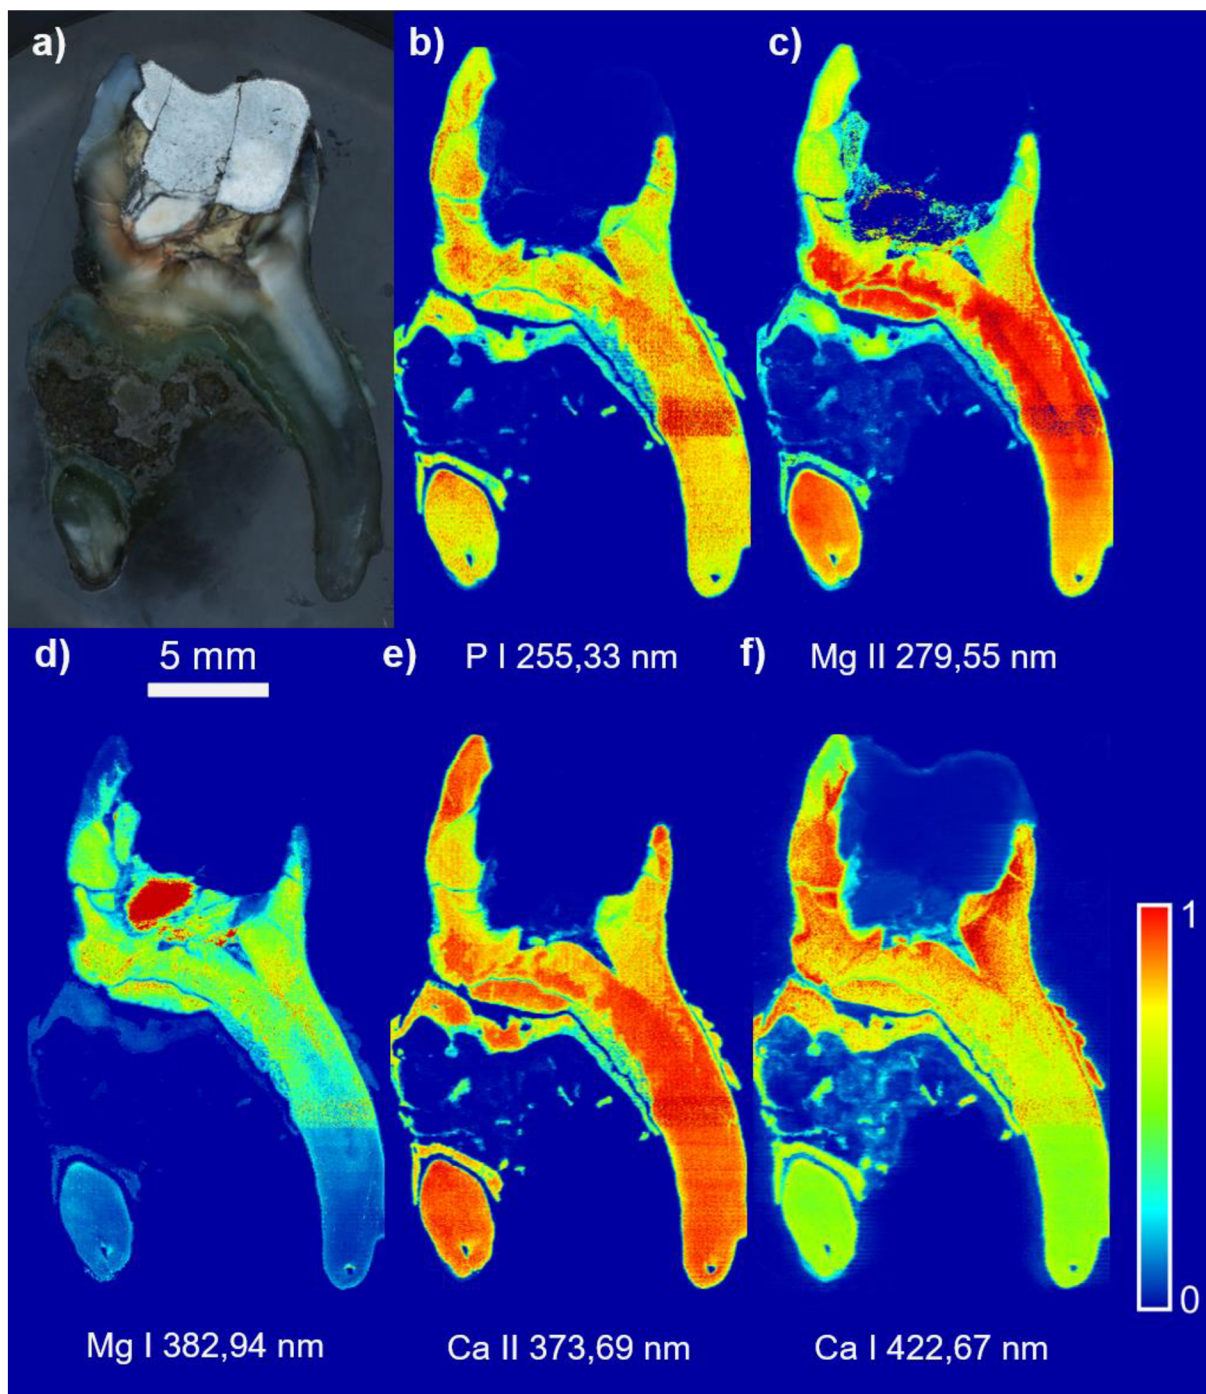 a)
b)
c)
d)
5 mm
e)
P I 255,33 nm
f)
Mg II 279,55 nm
1
0
Mg I 382,94 nm
Ca II 373,69 nm
Ca I 422,67 nm